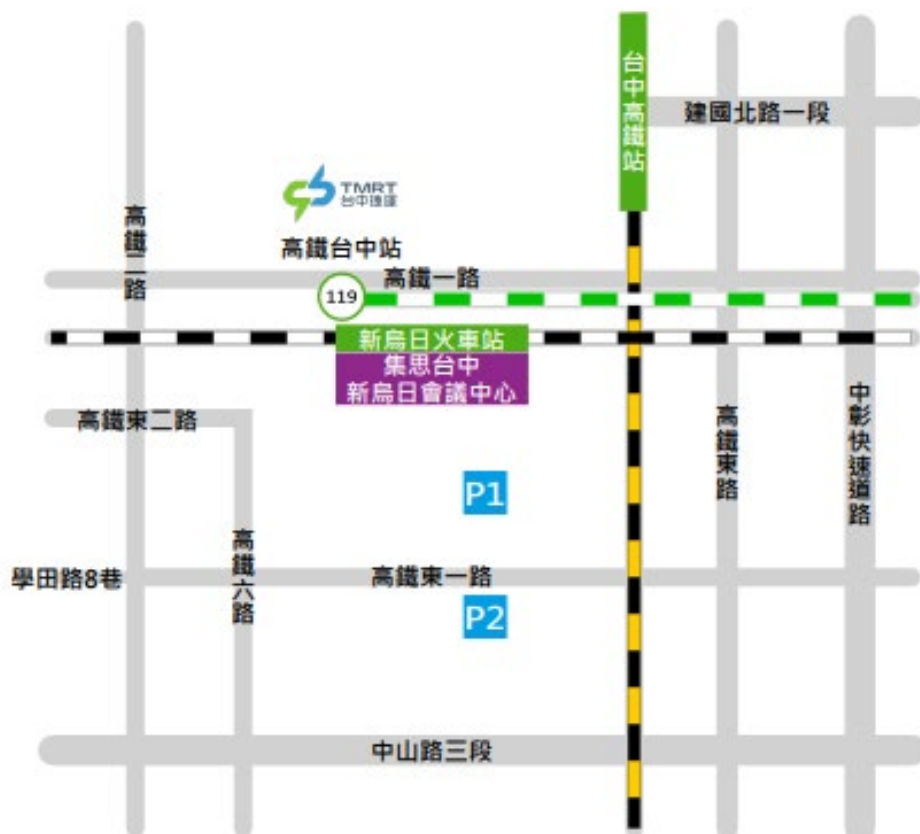 台中高鐵站
建國北路一段
TMRT
台中捷運
高鐵二路
高鐵台中站
高鐵一路
119
新烏日火車站
集思台中
新烏日會議中心
高鐵東二路
高鐵東路
中彰快速道路
P1
高鐵六路
學田路8巷
高鐵東一路
P2
中山路三段